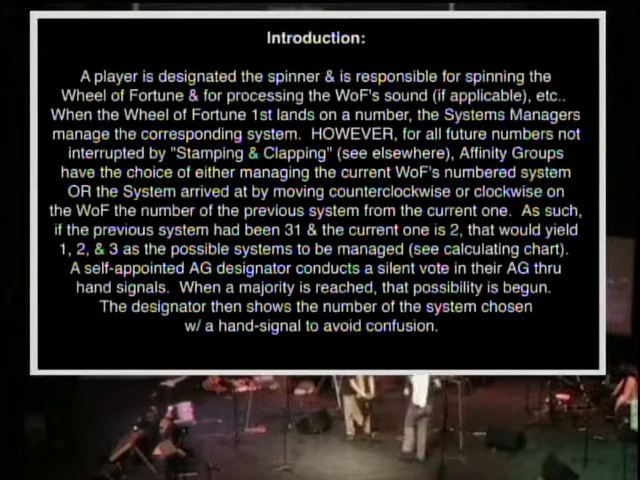 Introduction:
A player is designated the spinner & is responsible for spinning the
Wheel of Fortune & for processing the WoF's sound (if applicable), etc..
When the Wheel of Fortune 1st lands on a number, the Systems Managers
manage the corresponding system.  HOWEVER, for all future numbers not
interrupted by "Stamping & Clapping" (see elsewhere), Affinity Groups
have the choice of either managing the current WoF's numbered system
OR the System arrived at by moving counterclockwise or clockwise on
the WoF the number of the previous system from the current one.  As such,
if the previous system had been 31 & the current one is 2, that would yield
1, 2, & 3 as the possible systems to be managed (see calculating chart).
A self-appointed AG designator conducts a silent vote in their AG thru
hand signals.  When a majority is reached, that possibility is begun.
The designator then shows the number of the system chosen
w/ a hand-signal to avoid confusion.